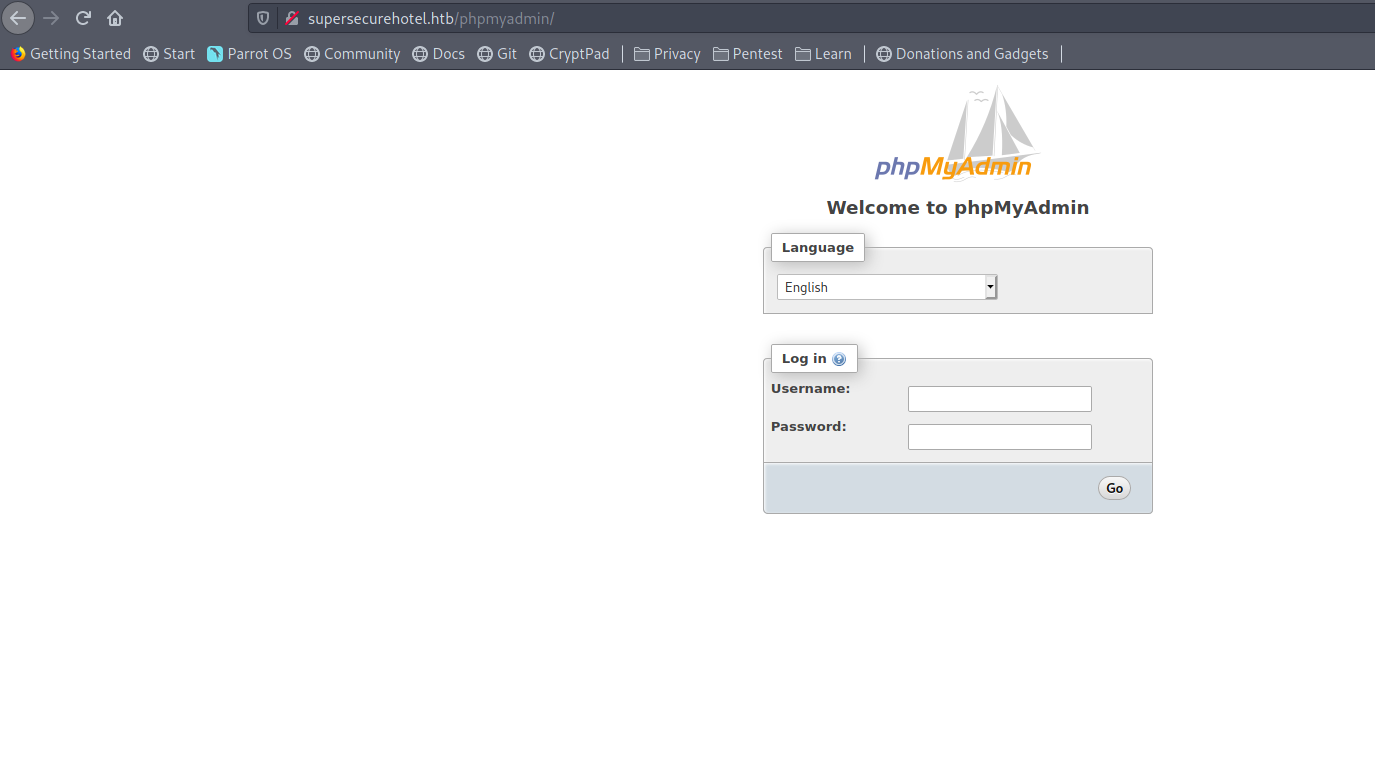 supersecurehotel.htb/phpmyadmin/
Getting Started Start Parrot OS Community Docs Git CryptPad Privacy Pentest Learn Donations and Gadgets
phpMyAdmin
Welcome to phpMyAdmin
Language
English
Log in
Username:
Password:
Go